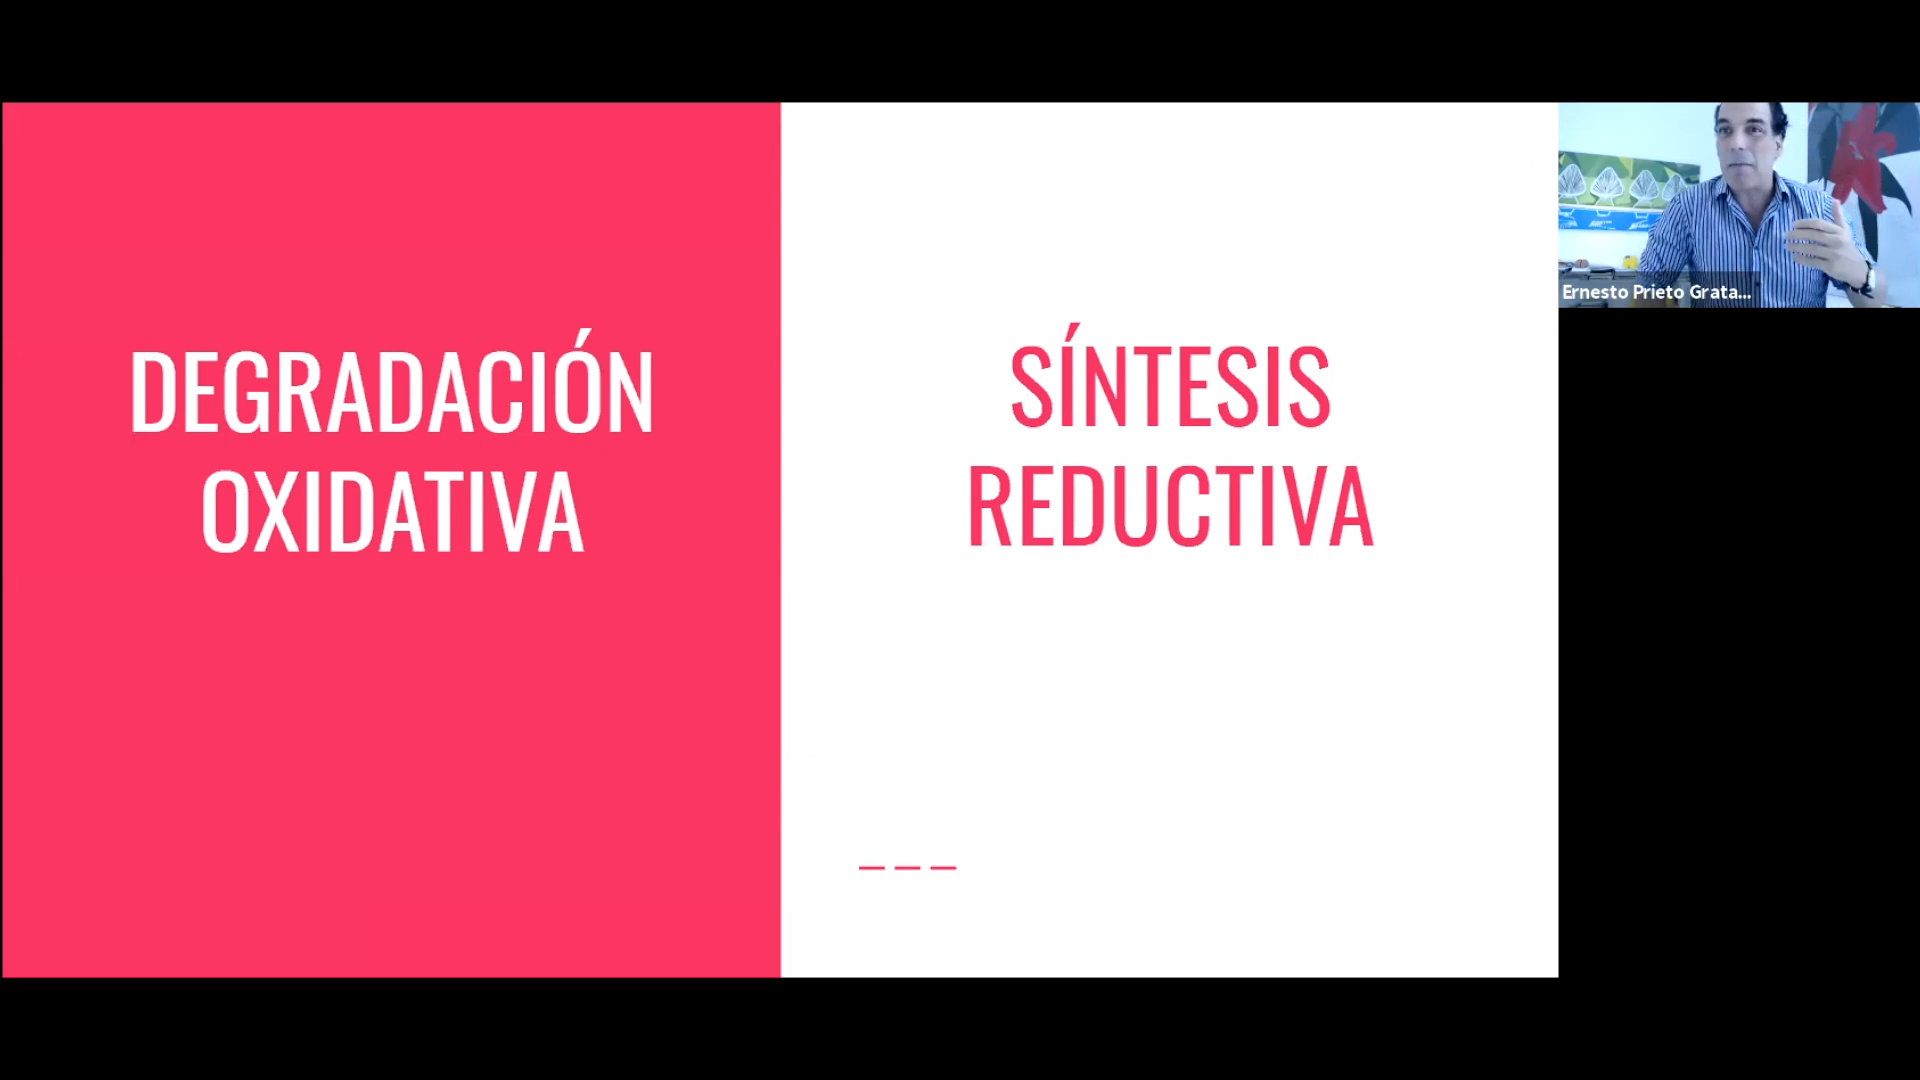 DEGRADACIÓN
OXIDATIVA
SÍNTESIS
REDUCTIVA
Ernesto Prieto Grata...